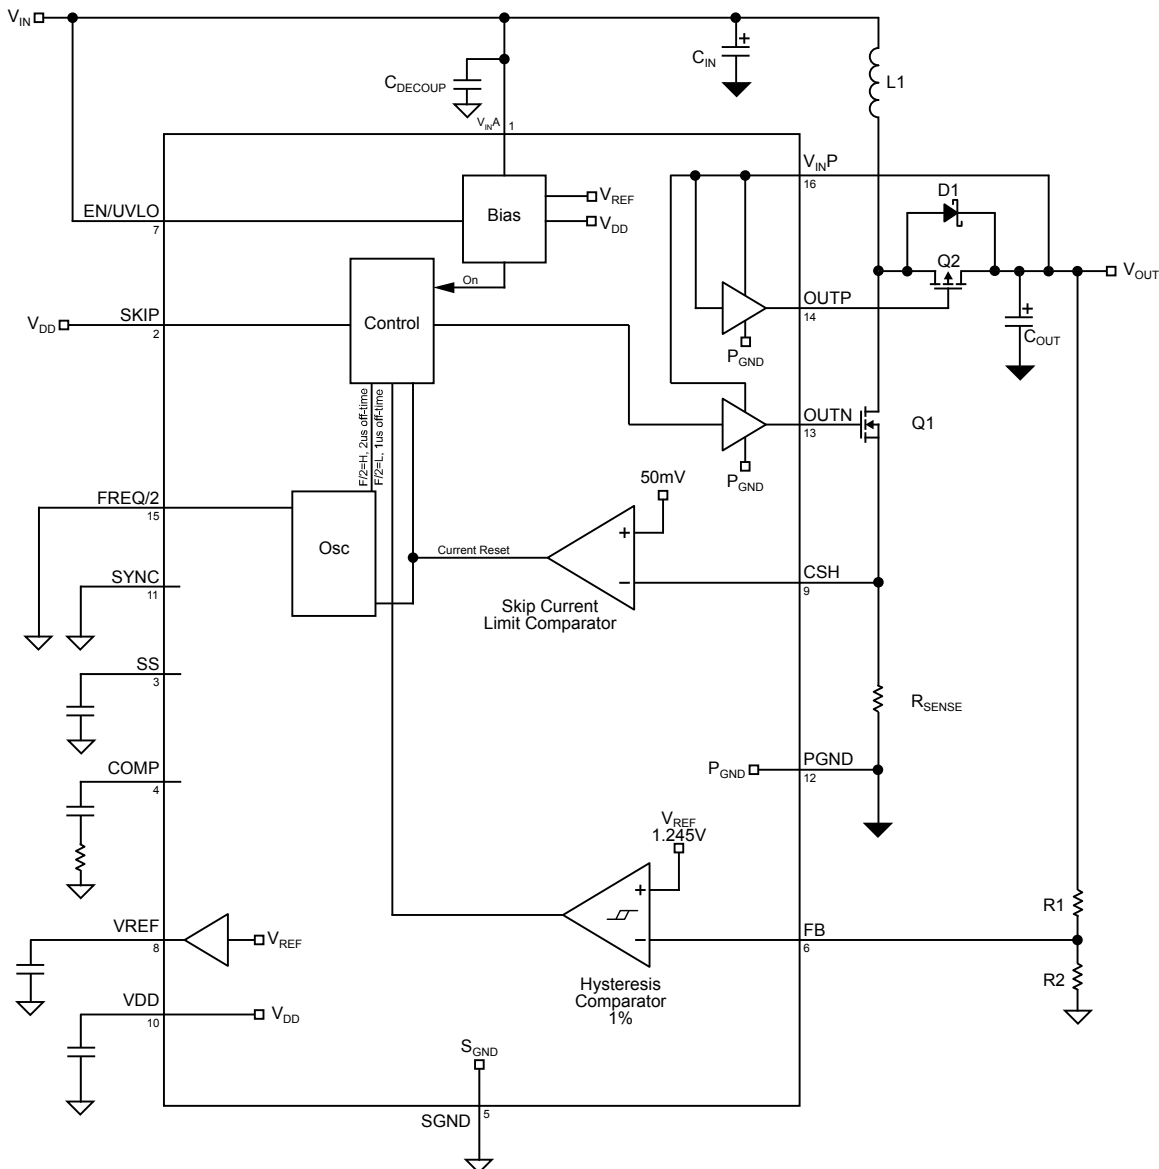 VIN
CIN
L1
CDECOUP
VINA
1
VINP
16
D1
EN/UVLO
7
Bias
VREF
VDD
Q2
VOUT
On
OUTP
14
VDD
SKIP
2
Control
COUT
PGND
OUTN
13
Q1
F/2=H, 2us off-time
F/2=L, 1us off-time
PGND
50mV
FREQ/2
15
Osc
Current Reset
+
–
CSH
9
SYNC
11
Skip Current
Limit Comparator
SS
3
RSENSE
COMP
4
PGND
PGND
12
VREF
1.245V
+
–
R1
VREF
8
VREF
FB
6
R2
Hysteresis
Comparator
1%
VDD
10
VDD
SGND
SGND
5